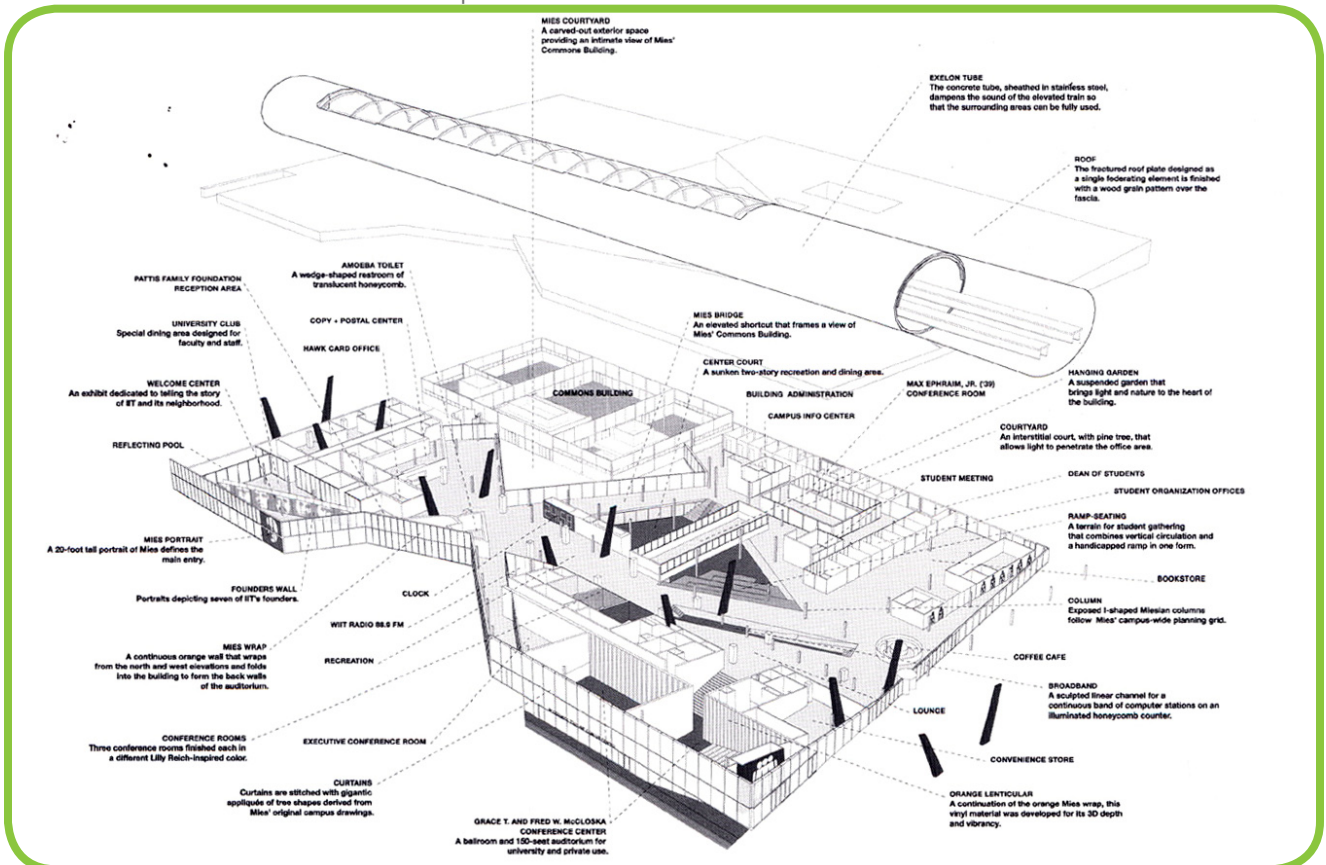 MIES COURTYARD
A carved-out exterior space
providing an intimate view of Mies'
Commons Building.
EXELON TUBE
The concrete tube, sheathed in stainless steel,
dampens the sound of the elevated train so
that the surrounding areas can be fully used.
ROOF
The fractured roof plate designed as
a single federating element is finished
with a wood grain pattern over the
fascia.
AMOEBA TOILET
A wedge-shaped restroom of
translucent honeycomb.
PATTIS FAMILY FOUNDATION
RECEPTION AREA
UNIVERSITY CLUB
Special dining area designed for
faculty and staff.
COPY + POSTAL CENTER
HAWK CARD OFFICE
WELCOME CENTER
An exhibit dedicated to telling the story
of IIT and its neighborhood.
REFLECTING POOL
MIES BRIDGE
An elevated shortcut that frames a view of
Mies' Commons Building.
CENTER COURT
A sunken two-story recreation and dining area.
COMMONS BUILDING
BUILDING ADMINISTRATION
CAMPUS INFO CENTER
MAX EPHRAIM, JR. ('39)
CONFERENCE ROOM
HANGING GARDEN
A suspended garden that
brings light and nature to the heart of
the building.
COURTYARD
An interstitial court, with pine tree, that
allows light to penetrate the office area.
STUDENT MEETING
DEAN OF STUDENTS
STUDENT ORGANIZATION OFFICES
RAMP-SEATING
A terrain for student gathering
that combines vertical circulation and
a handicapped ramp in one form.
BOOKSTORE
COLUMN
Exposed I-shaped Miesian columns
follow Mies' campus-wide planning grid.
COFFEE CAFE
BROADBAND
A sculpted linear channel for a
continuous band of computer stations on an
illuminated honeycomb counter.
LOUNGE
CONVENIENCE STORE
ORANGE LENTICULAR
A continuation of the orange Mies wrap, this
vinyl material was developed for its 3D depth
and vibrancy.
MIES PORTRAIT
A 20-foot tall portrait of Mies defines the
main entry.
FOUNDERS WALL
Portraits depicting seven of IIT's founders.
CLOCK
WIIT RADIO 88.9 FM
MIES WRAP
A continuous orange wall that wraps
from the north and west elevations and folds
into the building to form the back walls
of the auditorium.
RECREATION
CONFERENCE ROOMS
Three conference rooms finished each in
a different Lilly Reich-inspired color.
EXECUTIVE CONFERENCE ROOM
CURTAINS
Curtains are stitched with gigantic
appliqués of tree shapes derived from
Mies' original campus drawings.
GRACE T. AND FRED W. McCLOSKA
CONFERENCE CENTER
A ballroom and 150-seat auditorium for
university and private use.